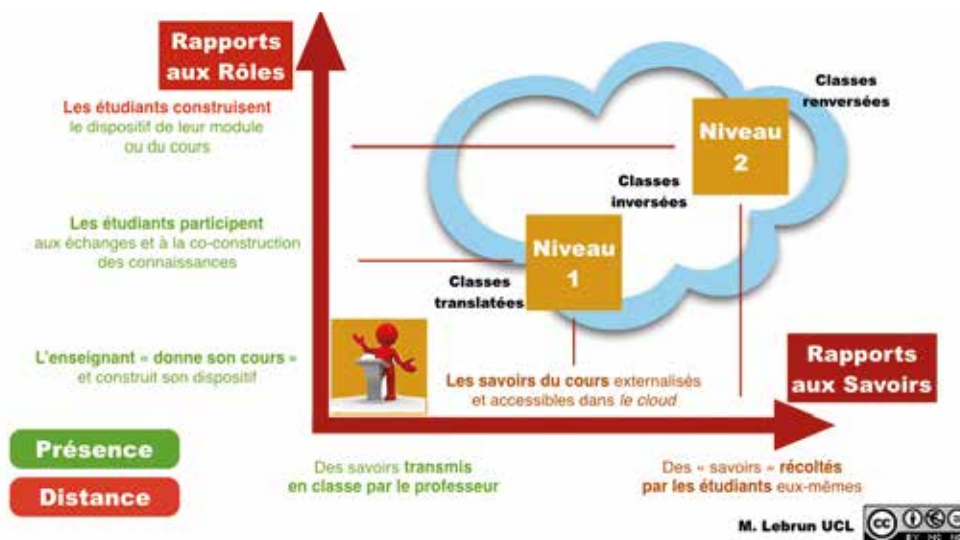 Rapports
aux Rôles
Les étudiants construisent
le dispositif de leur module
ou du cours
Classes
renversées
Niveau
2
Classes
inversées
Les étudiants participent
aux échanges et à la co-construction
des connaissances
Niveau
1
Classes
translatées
L'enseignant « donne son cours »
et construit son dispositif
Les savoirs du cours externalisés
et accessibles dans le cloud
Rapports
aux Savoirs
Présence
Distance
Des savoirs transmis
en classe par le professeur
Des « savoirs » récoltés
par les étudiants eux-mêmes
M. Lebrun UCL
cc
BY NC